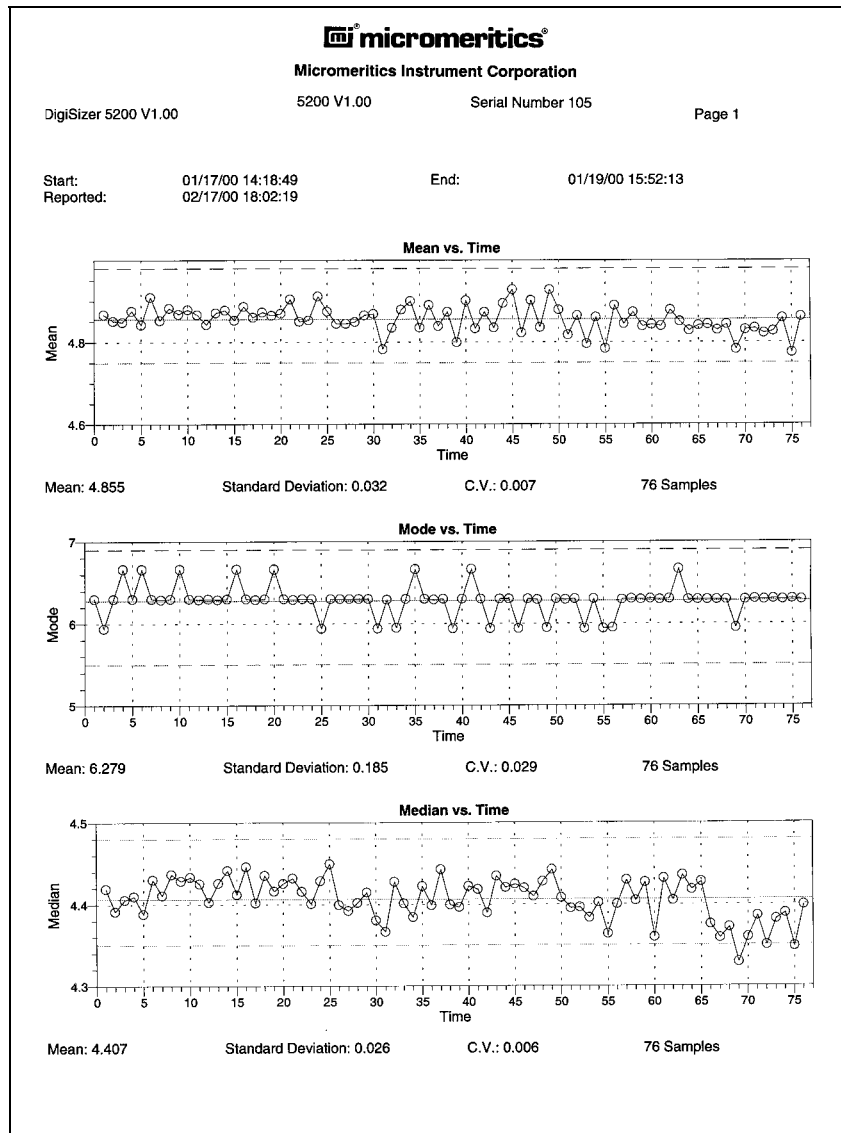 micromeritics®
Micromeritics Instrument Corporation
DigiSizer 5200 V1.00 5200 V1.00 Serial Number 105 Page 1
Start: 01/17/00 14:18:49 End: 01/19/00 15:52:13
Reported: 02/17/00 18:02:19
Mean vs. Time
Mean
4.8
4.6
0 5 10 15 20 25 30 35 40 45 50 55 60 65 70 75
Time
Mean: 4.855 Standard Deviation: 0.032 C.V.: 0.007 76 Samples
Mode vs. Time
Mode
7
6
5
0 5 10 15 20 25 30 35 40 45 50 55 60 65 70 75
Time
Mean: 6.279 Standard Deviation: 0.185 C.V.: 0.029 76 Samples
Median vs. Time
Median
4.5
4.4
4.3
0 5 10 15 20 25 30 35 40 45 50 55 60 65 70 75
Time
Mean: 4.407 Standard Deviation: 0.026 C.V.: 0.006 76 Samples